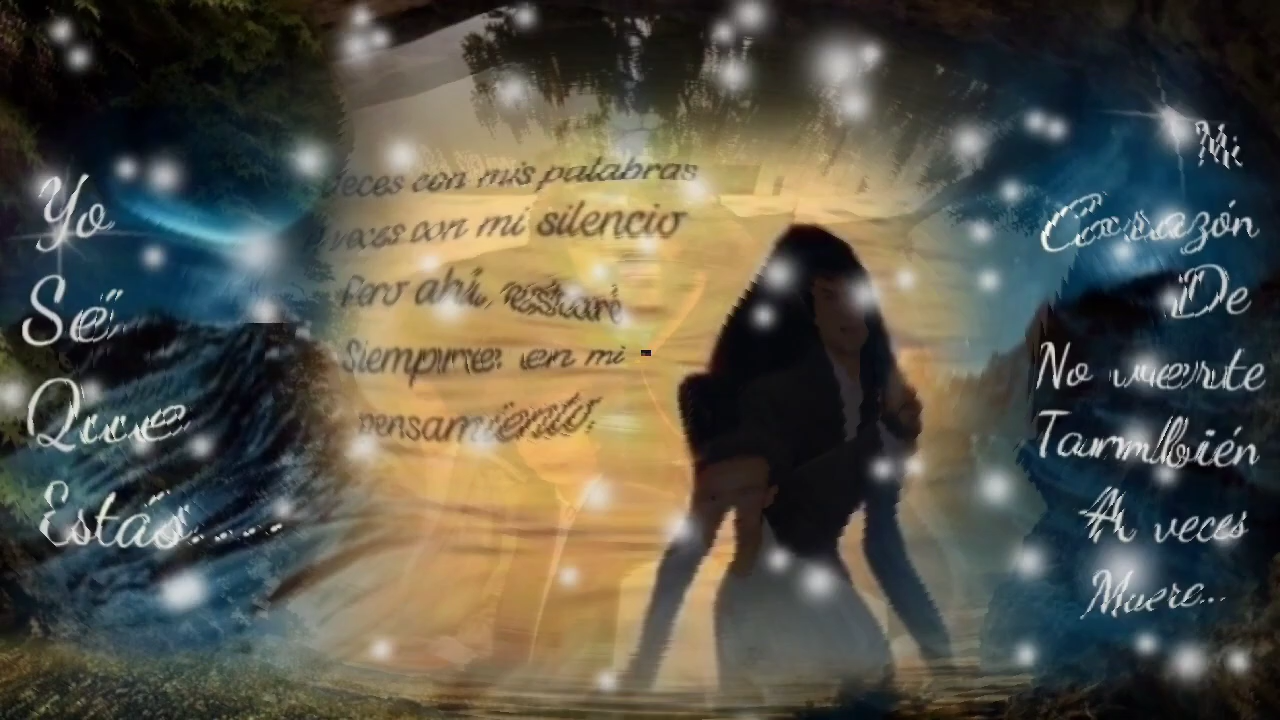 Yo
Sé
Que
Estás.....
veces con mis palabras
A veces con mi silencio
Pero ahí, estaré
Siempre: en mi
pensamiento.
Mi
Corazón
De
No verte
También
A veces
Muere...